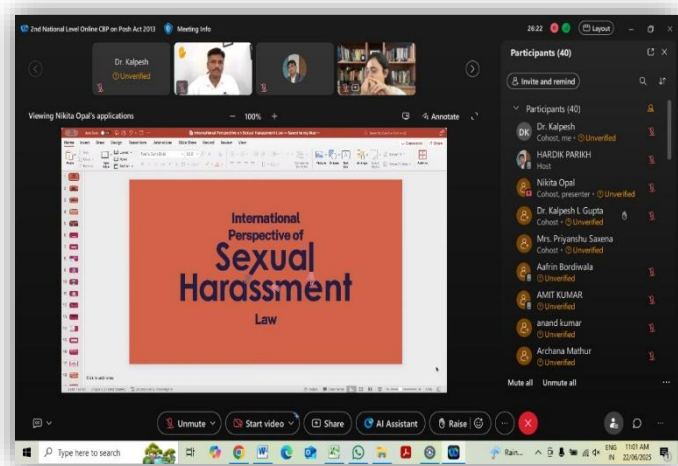 2nd National Level Online CBP on Posh Act 2013
Meeting Info
26:22
Layout
Dr. Kalpesh
Unverified
Viewing Nikita Opal's applications
100%
Annotate
International
Perspective of
Sexual
Harassment
Law
Participants (40)
Invite and remind
Participants (40)
DK
Dr. Kalpesh
Cohost, me • Unverified
HARDIK PARIKH
Host
Nikita Opal
Cohost, presenter • Unverified
Dr. Kalpesh L Gupta
Cohost • Unverified
Mrs. Priyanshu Saxena
Cohost • Unverified
Aafrin Bordiwala
Unverified
AMIT KUMAR
Unverified
anand kumar
Unverified
Archana Mathur
Unverified
Mute all Unmute all
Unmute
Start video
Share
AI Assistant
Raise
Type here to search
Rain...
ENG
IN
11:01 AM
22/06/2025